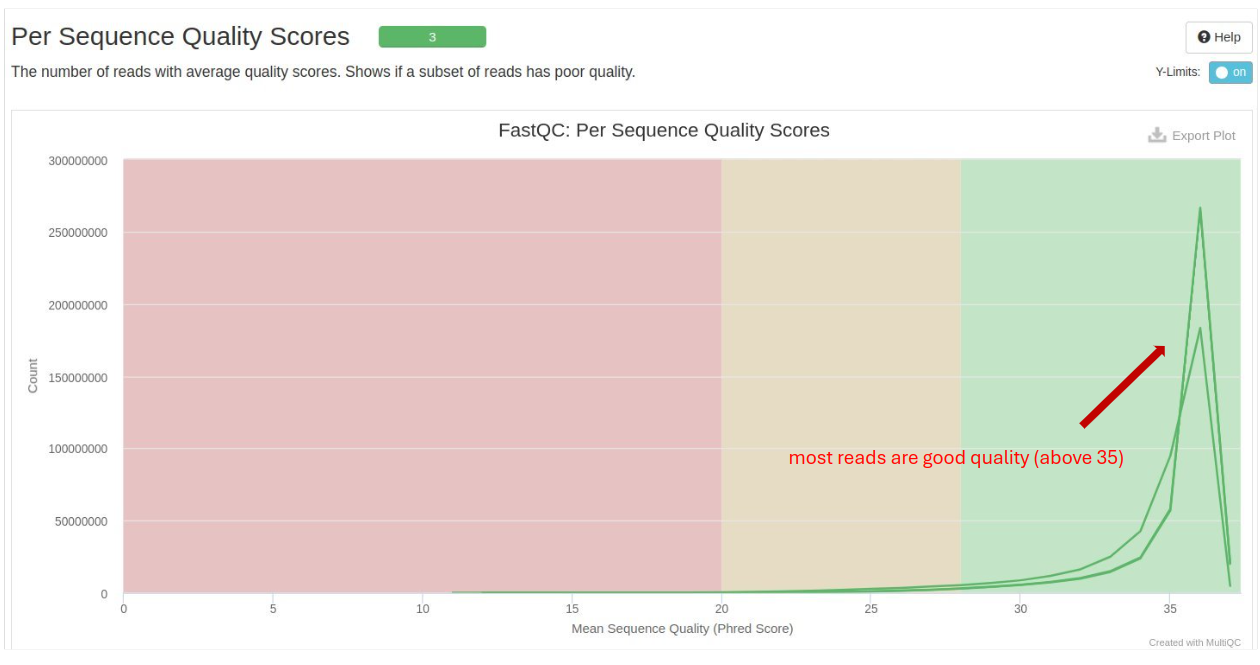 Per Sequence Quality Scores 3
Help
The number of reads with average quality scores. Shows if a subset of reads has poor quality.
Y-Limits: on
FastQC: Per Sequence Quality Scores
Export Plot
300000000
250000000
200000000
150000000
100000000
50000000
0
Count
most reads are good quality (above 35)
0 5 10 15 20 25 30 35
Mean Sequence Quality (Phred Score)
Created with MultiQC